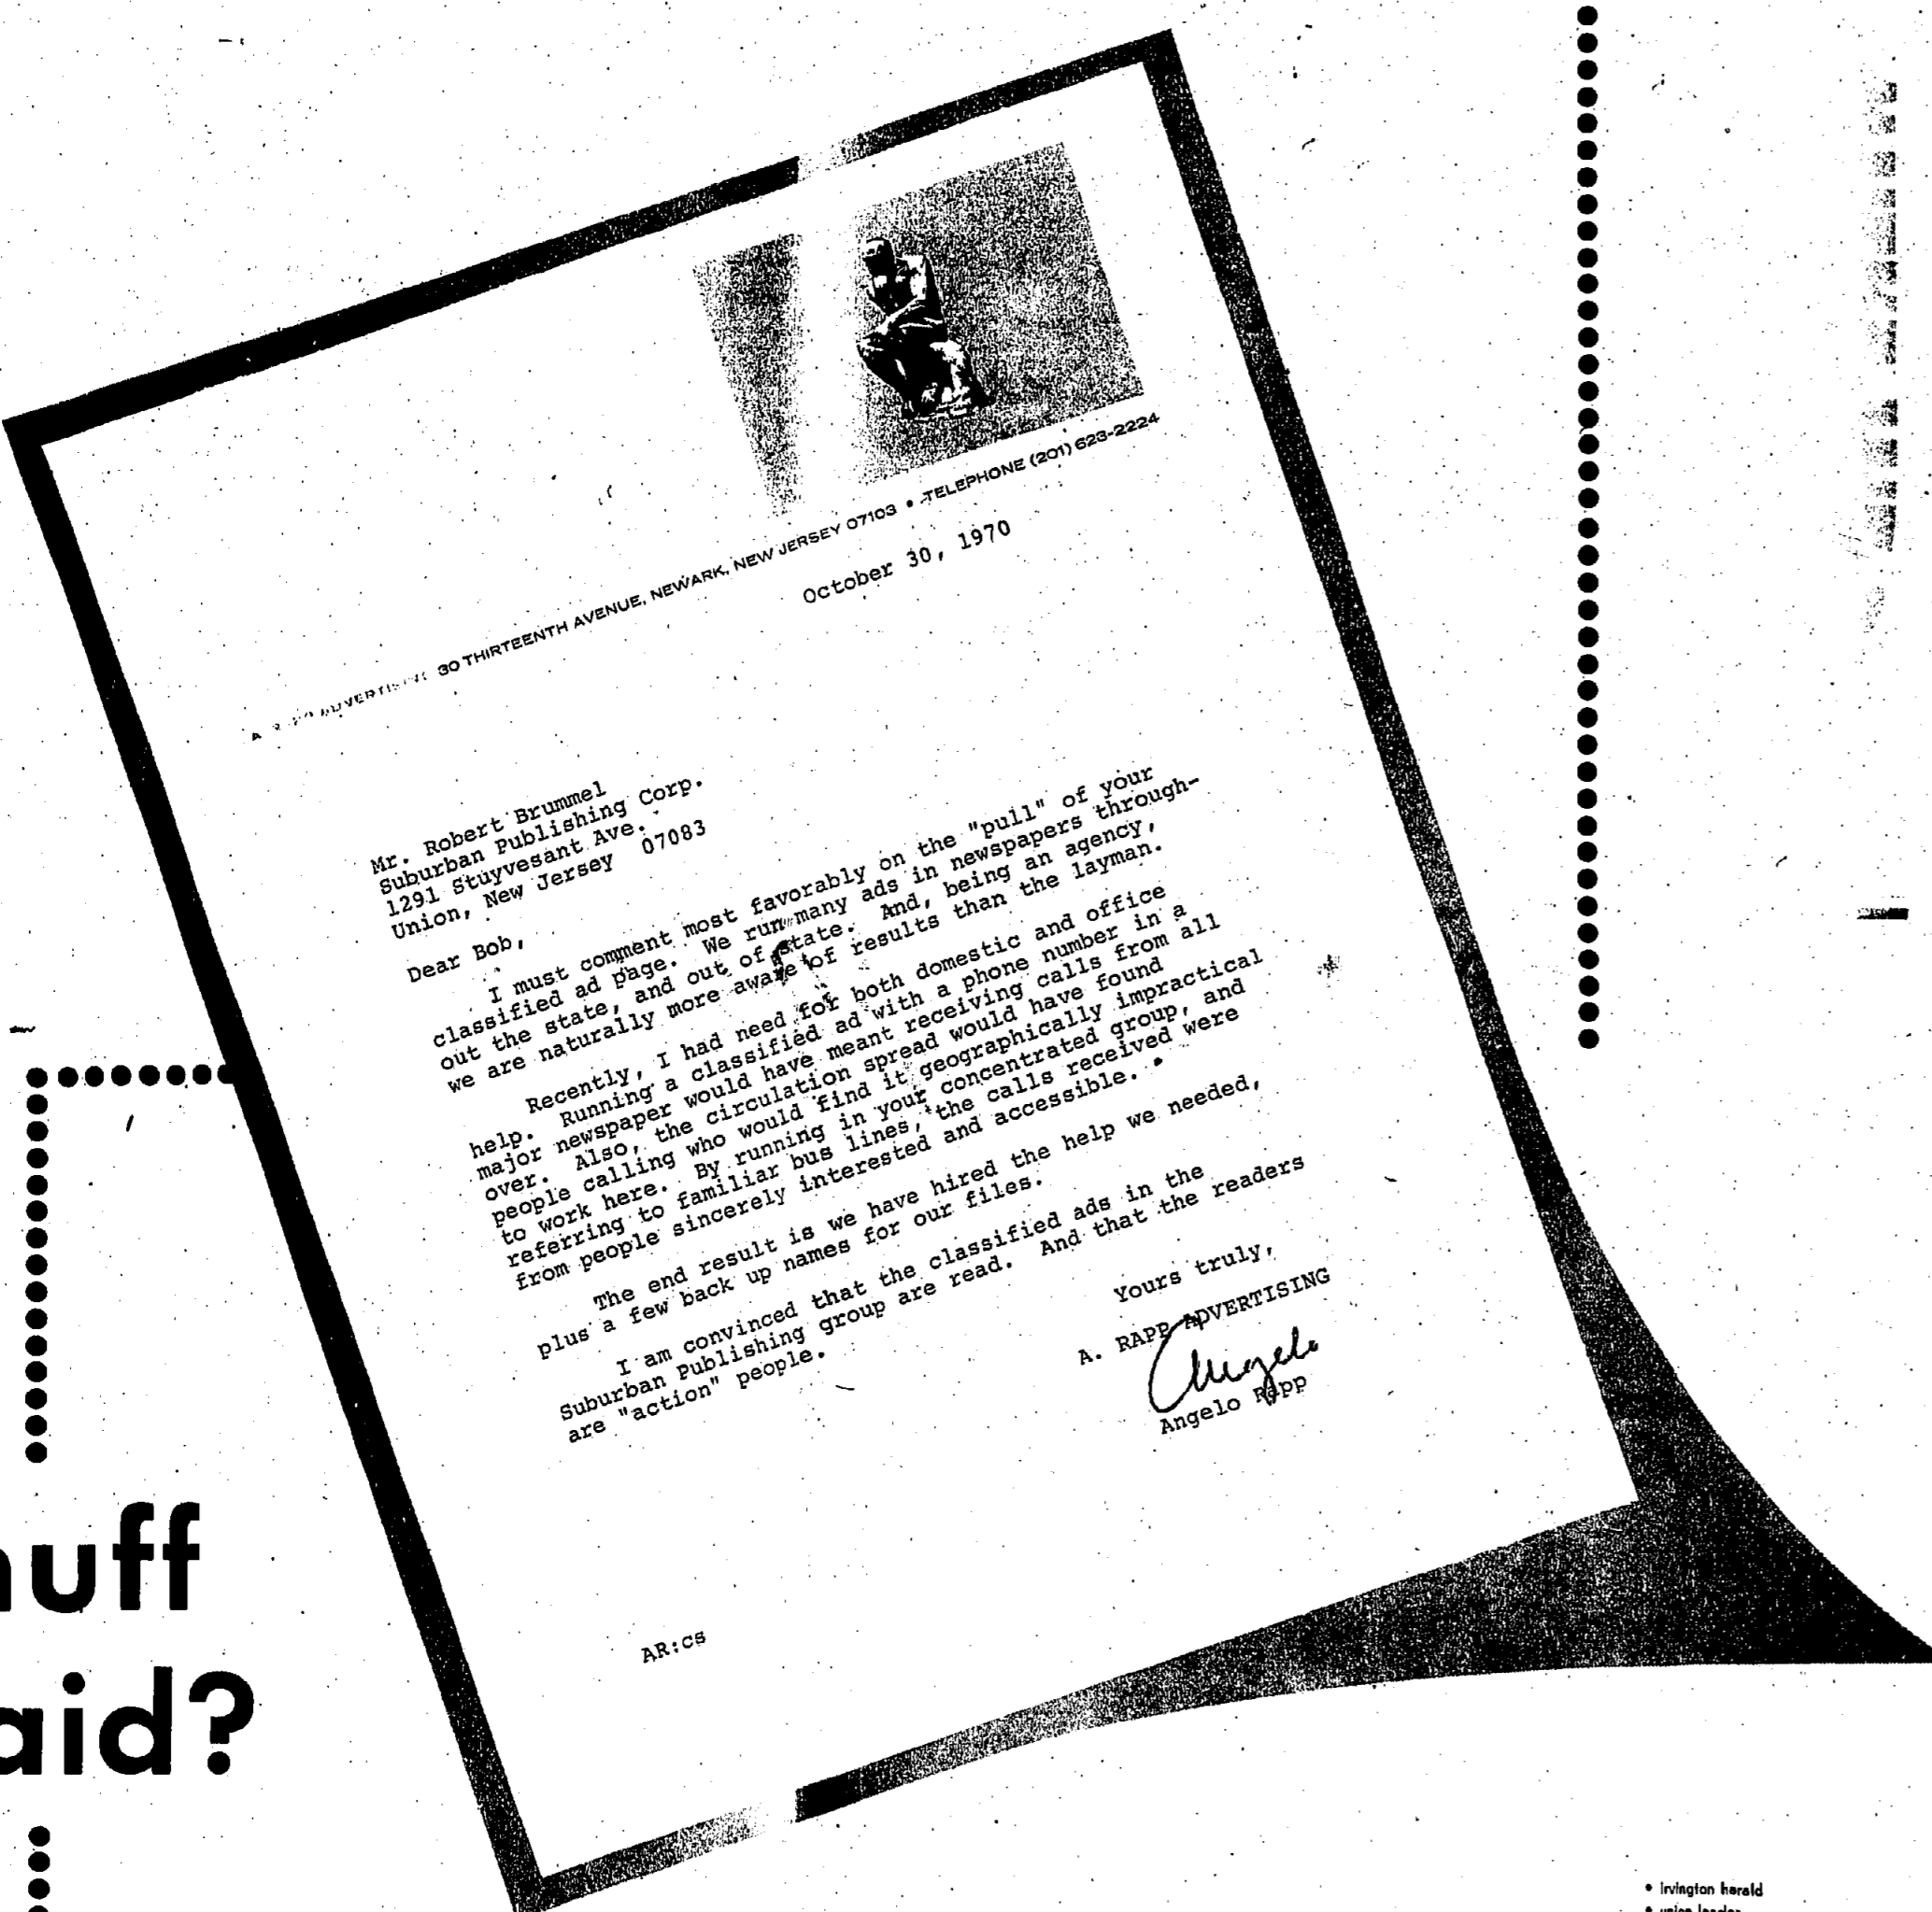 30 THIRTEENTH AVENUE, NEWARK, NEW JERSEY 07103 • TELEPHONE (201) 623-2224
October 30, 1970
Mr. Robert Brummel
Suburban Publishing Corp.
1291 Stuyvesant Ave.
Union, New Jersey 07083
Dear Bob,
I must comment most favorably on the "pull" of your
classified ad page. We run many ads in newspapers through-
out the state, and out of state. And, being an agency,
we are naturally more aware of results than the layman.
Recently, I had need for both domestic and office
help. Running a classified ad with a phone number in a
major newspaper would have meant receiving calls from all
over. Also, the circulation spread would have found
people calling who would find it geographically impractical
to work here. By running in your concentrated group, and
referring to familiar bus lines, the calls received were
from people sincerely interested and accessible.
The end result is we have hired the help we needed,
plus a few back up names for our files.
I am convinced that the classified ads in the
Suburban Publishing group are read. And that the readers
are "action" people.
Yours truly,
A. RAPP ADVERTISING
Angelo
Angelo Rapp
AR:cs
nuff
aid?
• irvington herald
• union leader